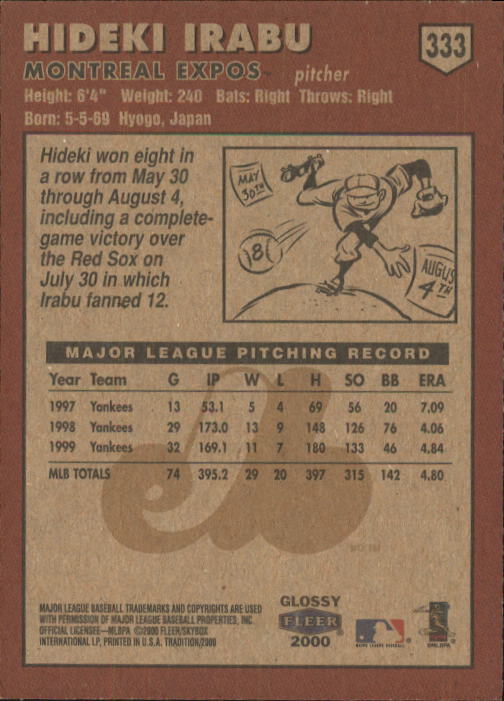 HIDEKI IRABU
333
MONTREAL EXPOS™ pitcher
Height: 6'4" Weight: 240 Bats: Right Throws: Right
Born: 5-5-69 Hyogo, Japan
Hideki won eight in
a row from May 30
through August 4,
including a complete-
game victory over
the Red Sox on
July 30 in which
Irabu fanned 12.
MAY
30TH
8
AUGUS
4TH
MAJOR LEAGUE PITCHING RECORD
Year Team G IP W L H SO BB ERA
1997 Yankees 13 53.1 5 4 69 56 20 7.09
1998 Yankees 29 173.0 13 9 148 126 76 4.06
1999 Yankees 32 169.1 11 7 180 133 46 4.84
MLB TOTALS 74 395.2 29 20 397 315 142 4.80
MAJOR LEAGUE BASEBALL TRADEMARKS AND COPYRIGHTS ARE USED
WITH PERMISSION OF MAJOR LEAGUE BASEBALL PROPERTIES, INC.
OFFICIAL LICENSEE—MLBPA ©2000 FLEER/SKYBOX
INTERNATIONAL LP, PRINTED IN U.S.A. TRADITION/2000
GLOSSY
FLEER
2000
MAJOR LEAGUE BASEBALL
©MLBPA